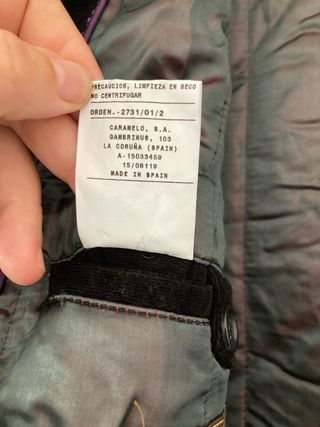 PRECAUCION, LIMPIEZA EN SECO
NO CENTRIFUGAR
ORDEN.-2731/01/2
CARAMELO, S.A.
GAMBRINUS, 103
LA CORUÑA (SPAIN)
A-15033459
15/08119
MADE IN SPAIN